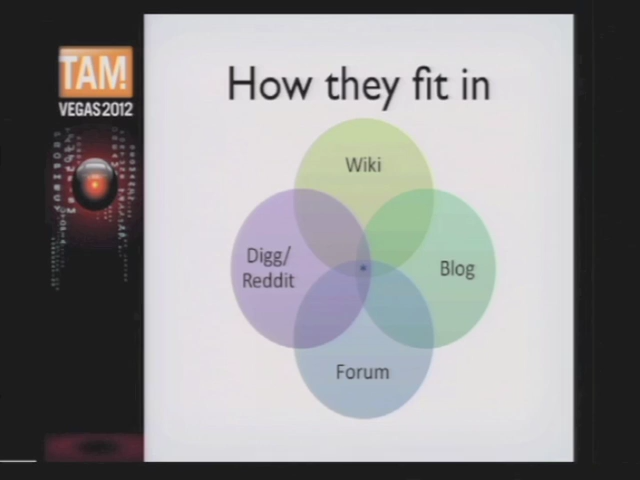 TAM!
VEGAS 2012
How they fit in
Wiki
Digg/
Reddit
Blog
Forum